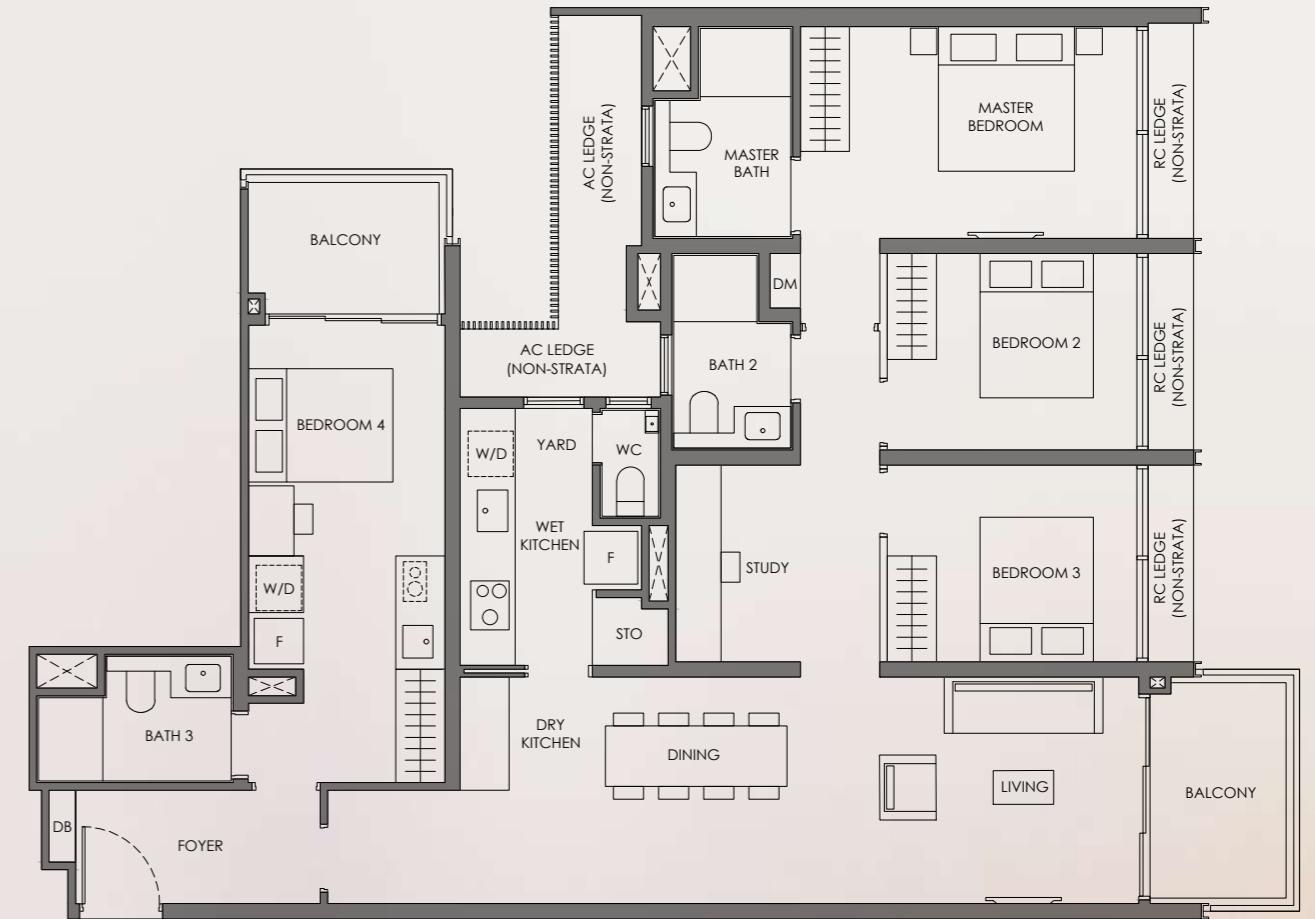 MASTER
BEDROOM
RC LEDGE
(NON-STRATA)
AC LEDGE
(NON-STRATA)
MASTER
BATH
BALCONY
DM
BEDROOM 2
RC LEDGE
(NON-STRATA)
AC LEDGE
(NON-STRATA)
BATH 2
BEDROOM 4
W/D
YARD
WC
WET
KITCHEN
F
STUDY
BEDROOM 3
RC LEDGE
(NON-STRATA)
W/D
F
STO
BATH 3
DRY
KITCHEN
DINING
LIVING
BALCONY
DB
FOYER